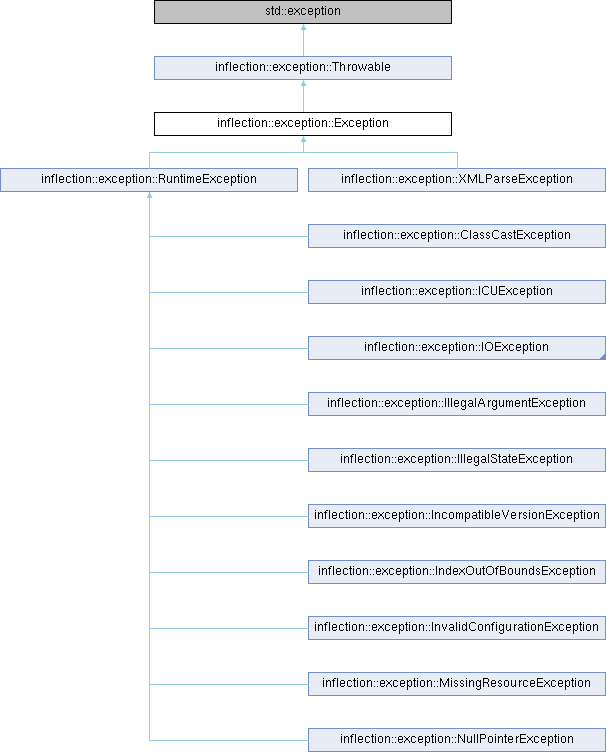 std::exception
inflection::exception::Throwable
inflection::exception::Exception
inflection::exception::RuntimeException
inflection::exception::XMLParseException
inflection::exception::ClassCastException
inflection::exception::ICUException
inflection::exception::IOException
inflection::exception::IllegalArgumentException
inflection::exception::IllegalStateException
inflection::exception::IncompatibleVersionException
inflection::exception::IndexOutOfBoundsException
inflection::exception::InvalidConfigurationException
inflection::exception::MissingResourceException
inflection::exception::NullPointerException